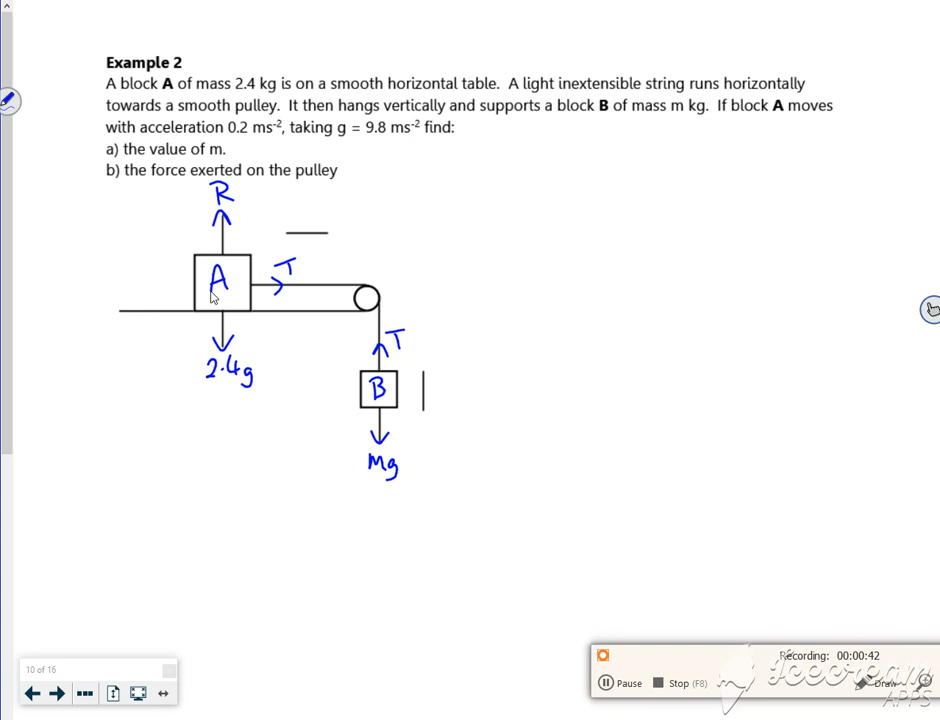 Example 2
A block A of mass 2.4 kg is on a smooth horizontal table. A light inextensible string runs horizontally
towards a smooth pulley. It then hangs vertically and supports a block B of mass m kg. If block A moves
with acceleration 0.2 ms⁻², taking g = 9.8 ms⁻² find:
a) the value of m.
b) the force exerted on the pulley
R
T
A
T
2.4g
B
Mg
10 of 16
Recording: 00:00:42
Pause Stop (F8) Draw
Icecream
APPS